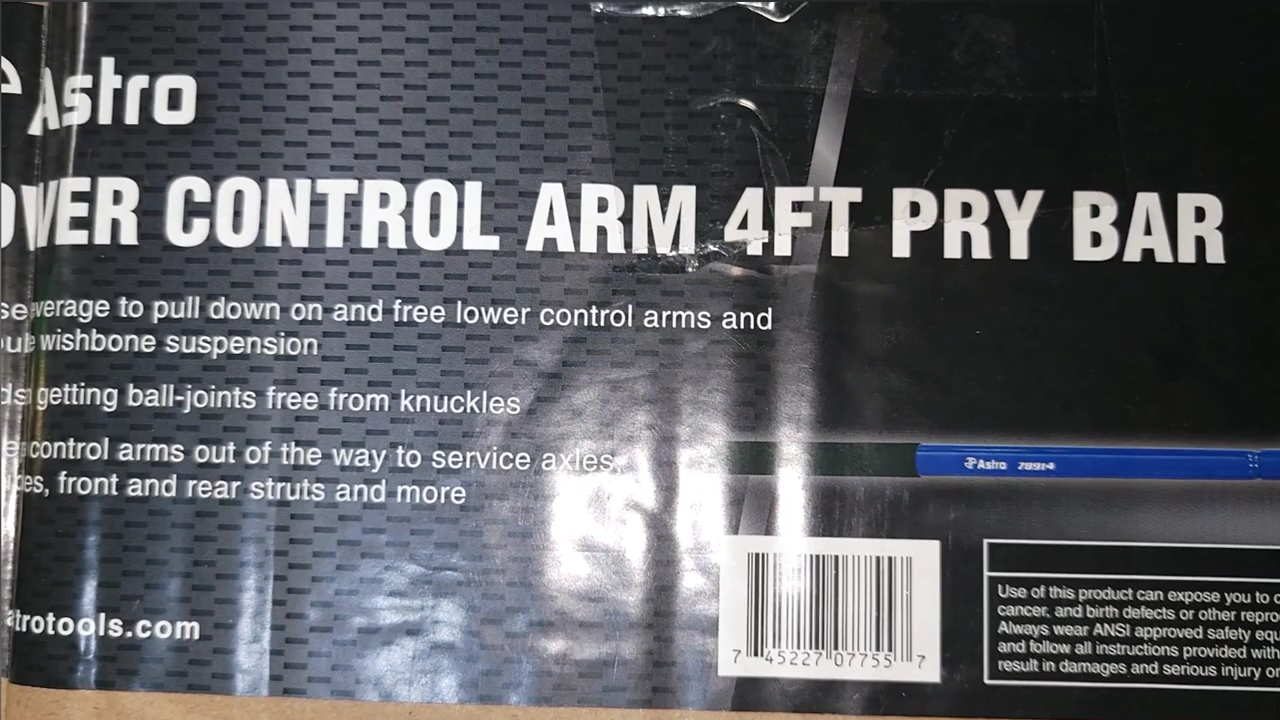 Astro
OWER CONTROL ARM 4FT PRY BAR
verage to pull down on and free lower control arms and
wishbone suspension
getting ball-joints free from knuckles
control arms out of the way to service axles,
front and rear struts and more
Astro 78914
trotools.com
7 45227 07755 7
Use of this product can expose you to
cancer, and birth defects or other repro
Always wear ANSI approved safety equ
and follow all instructions provided with
result in damages and serious injury or